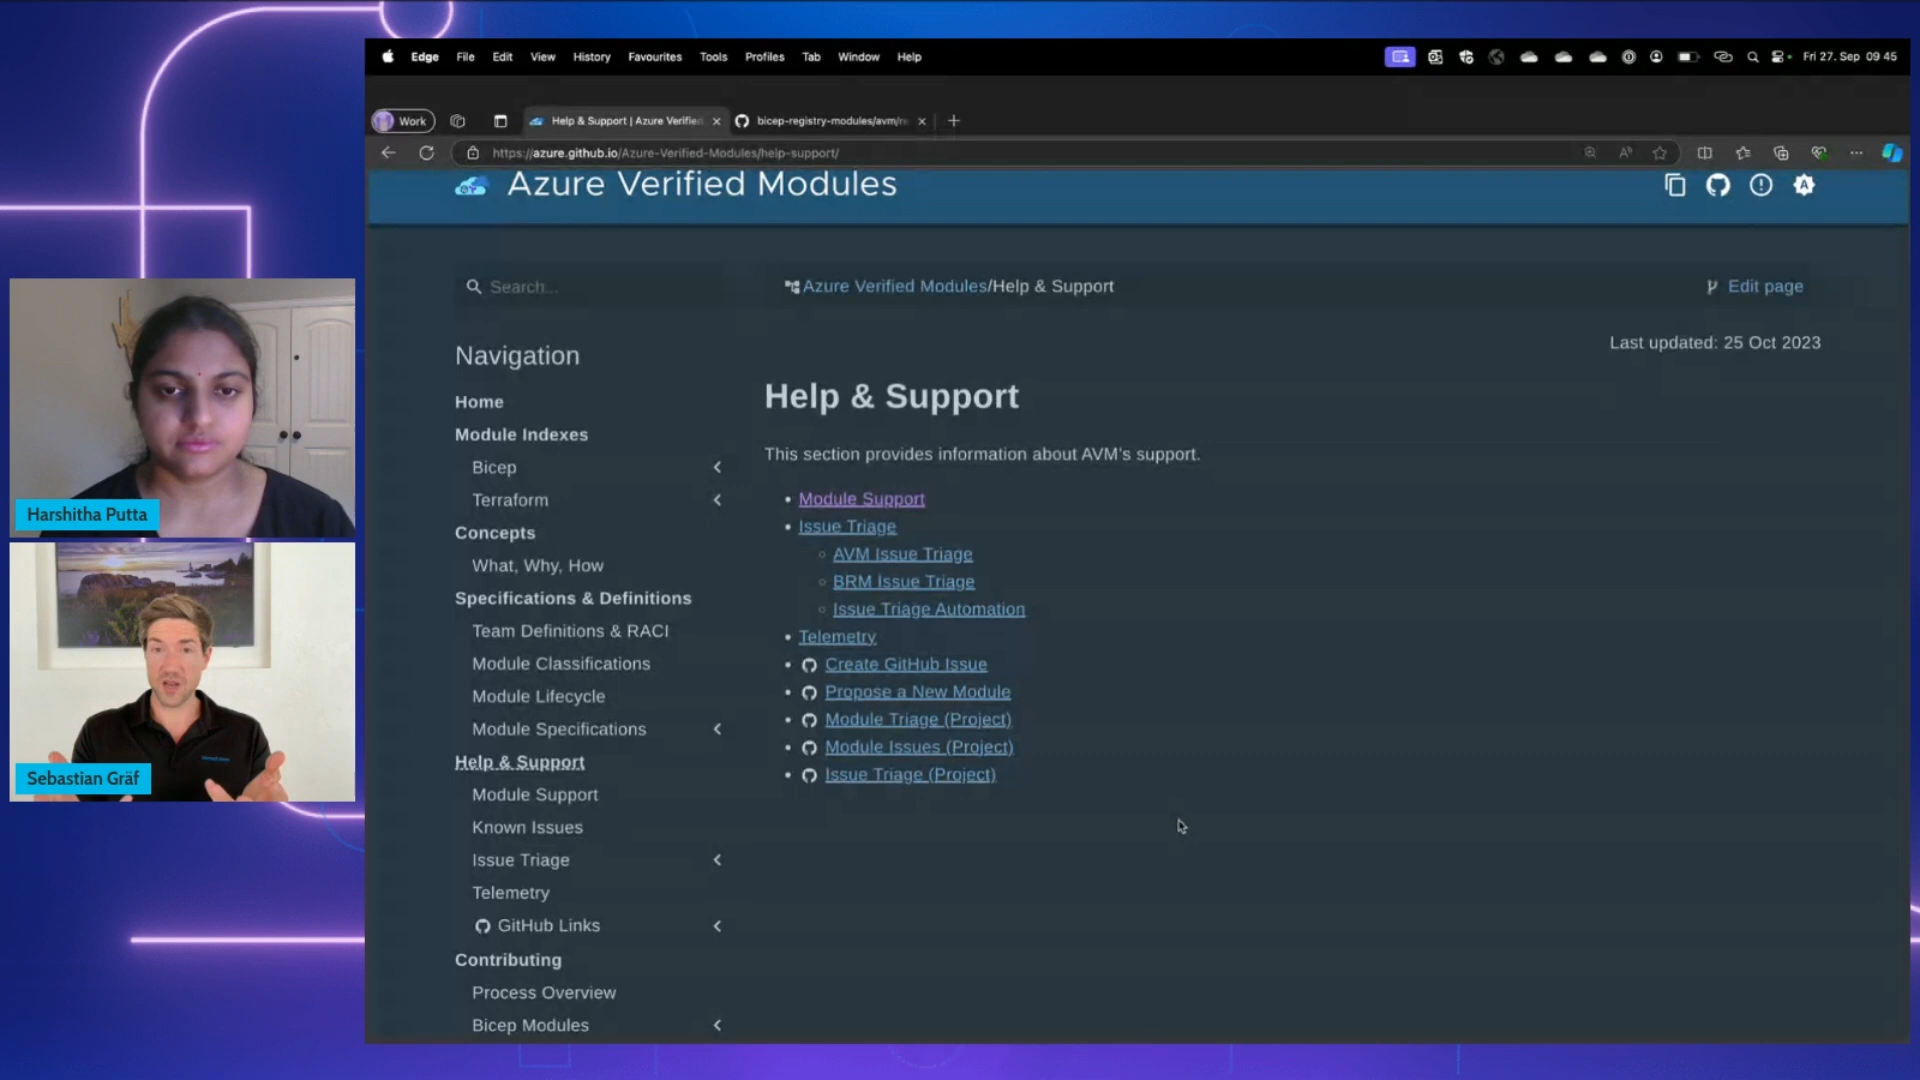 Edge File Edit View History Favourites Tools Profiles Tab Window Help
Fri 27. Sep 09 45
Work
Help & Support | Azure Verified
bicep-registry-modules/avm/re
https://azure.github.io/Azure-Verified-Modules/help-support/
Azure Verified Modules
Search...
Azure Verified Modules/Help & Support
Edit page
Last updated: 25 Oct 2023
Navigation
Home
Module Indexes
Bicep
Terraform
Concepts
What, Why, How
Specifications & Definitions
Team Definitions & RACI
Module Classifications
Module Lifecycle
Module Specifications
Help & Support
Module Support
Known Issues
Issue Triage
Telemetry
GitHub Links
Contributing
Process Overview
Bicep Modules
Help & Support
This section provides information about AVM's support.
Module Support
Issue Triage
AVM Issue Triage
BRM Issue Triage
Issue Triage Automation
Telemetry
Create GitHub Issue
Propose a New Module
Module Triage (Project)
Module Issues (Project)
Issue Triage (Project)
Harshitha Putta
Sebastian Gräf